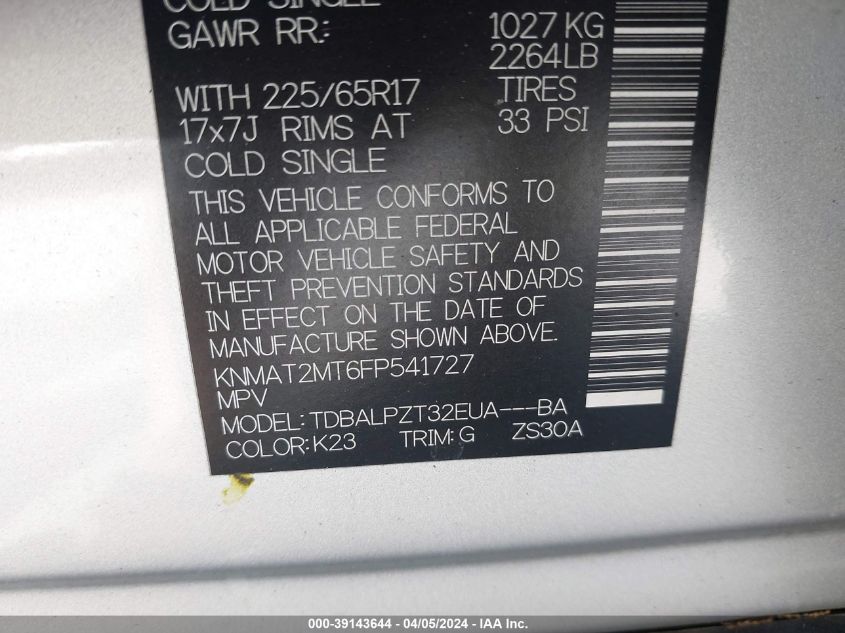 COLD SINGLE
GAWR RR: 1027 KG
2264LB
WITH 225/65R17 TIRES
17x7J RIMS AT 33 PSI
COLD SINGLE
THIS VEHICLE CONFORMS TO
ALL APPLICABLE FEDERAL
MOTOR VEHICLE SAFETY AND
THEFT PREVENTION STANDARDS
IN EFFECT ON THE DATE OF
MANUFACTURE SHOWN ABOVE.
KNMAT2MT6FP541727
MPV
MODEL: TDBALPZT32EUA---BA
COLOR: K23 TRIM: G ZS30A
000-39143644 / 04/05/2024 - IAA Inc.